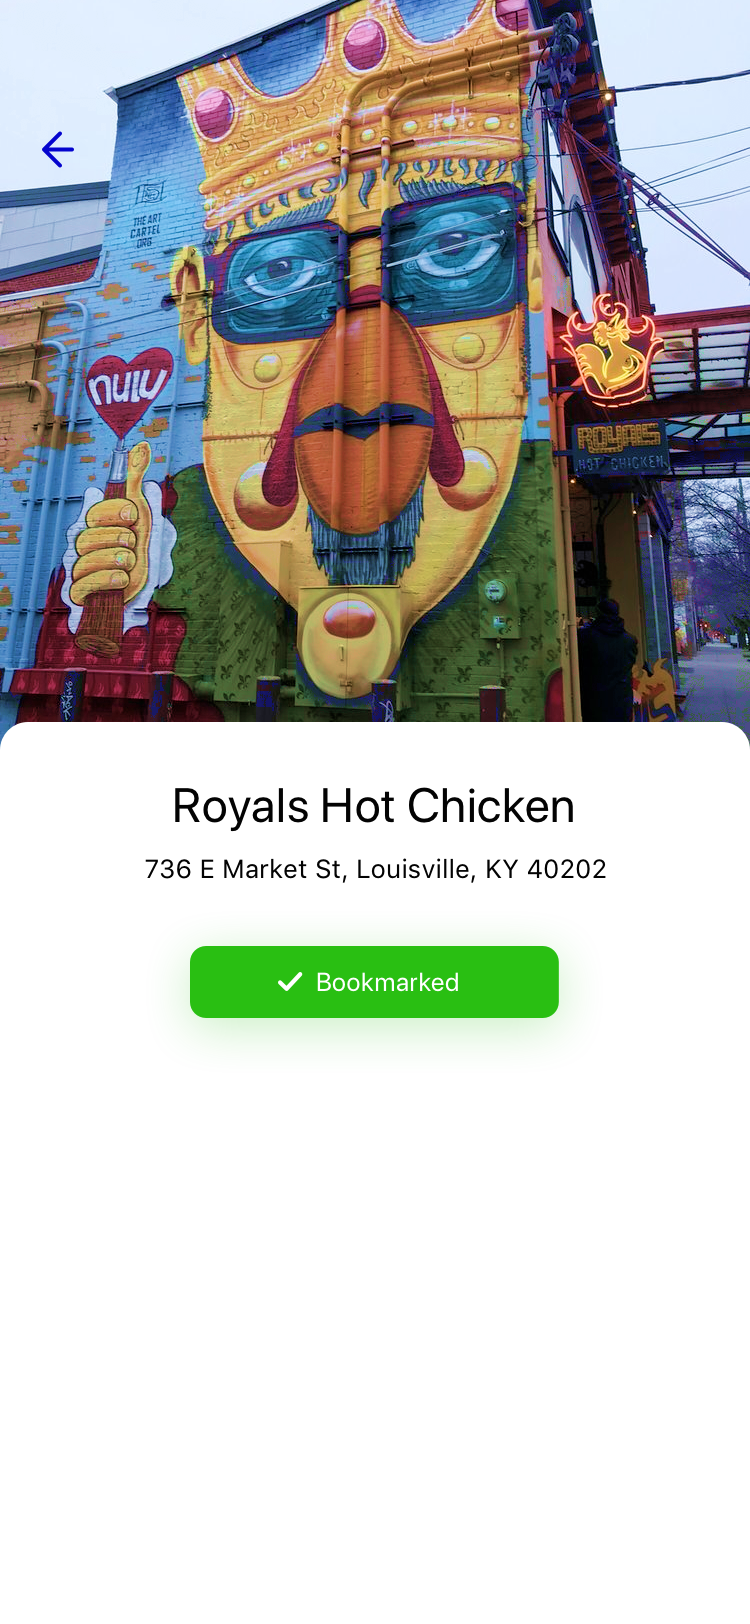 THE ART
CARTEL
.ORG
nulu
ROYALS
HOT CHICKEN
Royals Hot Chicken
736 E Market St, Louisville, KY 40202
Bookmarked